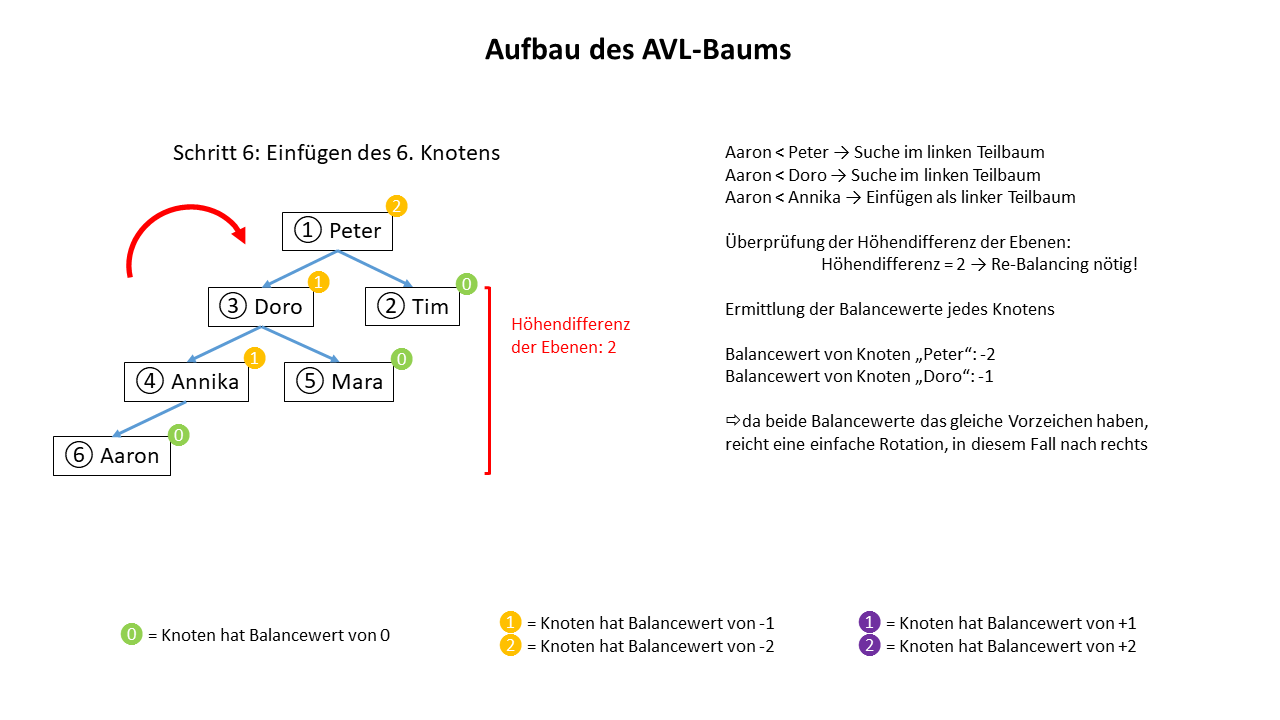 Aufbau des AVL-Baums
Schritt 6: Einfügen des 6. Knotens
2
① Peter
1
③ Doro
0
② Tim
1
④ Annika
0
⑤ Mara
0
⑥ Aaron
Höhendifferenz
der Ebenen: 2
Aaron < Peter → Suche im linken Teilbaum
Aaron < Doro → Suche im linken Teilbaum
Aaron < Annika → Einfügen als linker Teilbaum
Überprüfung der Höhendifferenz der Ebenen:
Höhendifferenz = 2 → Re-Balancing nötig!
Ermittlung der Balancewerte jedes Knotens
Balancewert von Knoten „Peter“: -2
Balancewert von Knoten „Doro“: -1
⇨da beide Balancewerte das gleiche Vorzeichen haben,
reicht eine einfache Rotation, in diesem Fall nach rechts
0 = Knoten hat Balancewert von 0
1 = Knoten hat Balancewert von -1
2 = Knoten hat Balancewert von -2
1 = Knoten hat Balancewert von +1
2 = Knoten hat Balancewert von +2